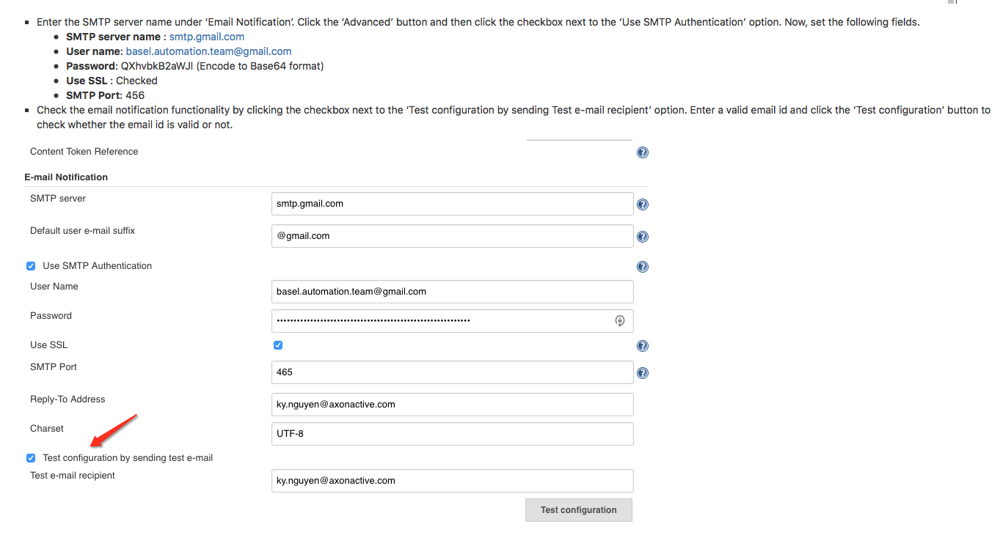 Enter the SMTP server name under ‘Email Notification’. Click the ‘Advanced’ button and then click the checkbox next to the ‘Use SMTP Authentication’ option. Now, set the following fields.
SMTP server name : smtp.gmail.com
User name: basel.automation.team@gmail.com
Password: QXhvbkB2aWJl (Encode to Base64 format)
Use SSL : Checked
SMTP Port: 456
Check the email notification functionality by clicking the checkbox next to the ‘Test configuration by sending Test e-mail recipient’ option. Enter a valid email id and click the ‘Test configuration’ button to
check whether the email id is valid or not.
Content Token Reference
E-mail Notification
SMTP server
smtp.gmail.com
Default user e-mail suffix
@gmail.com
Use SMTP Authentication
User Name
basel.automation.team@gmail.com
Password
Use SSL
SMTP Port
465
Reply-To Address
ky.nguyen@axonactive.com
Charset
UTF-8
Test configuration by sending test e-mail
Test e-mail recipient
ky.nguyen@axonactive.com
Test configuration